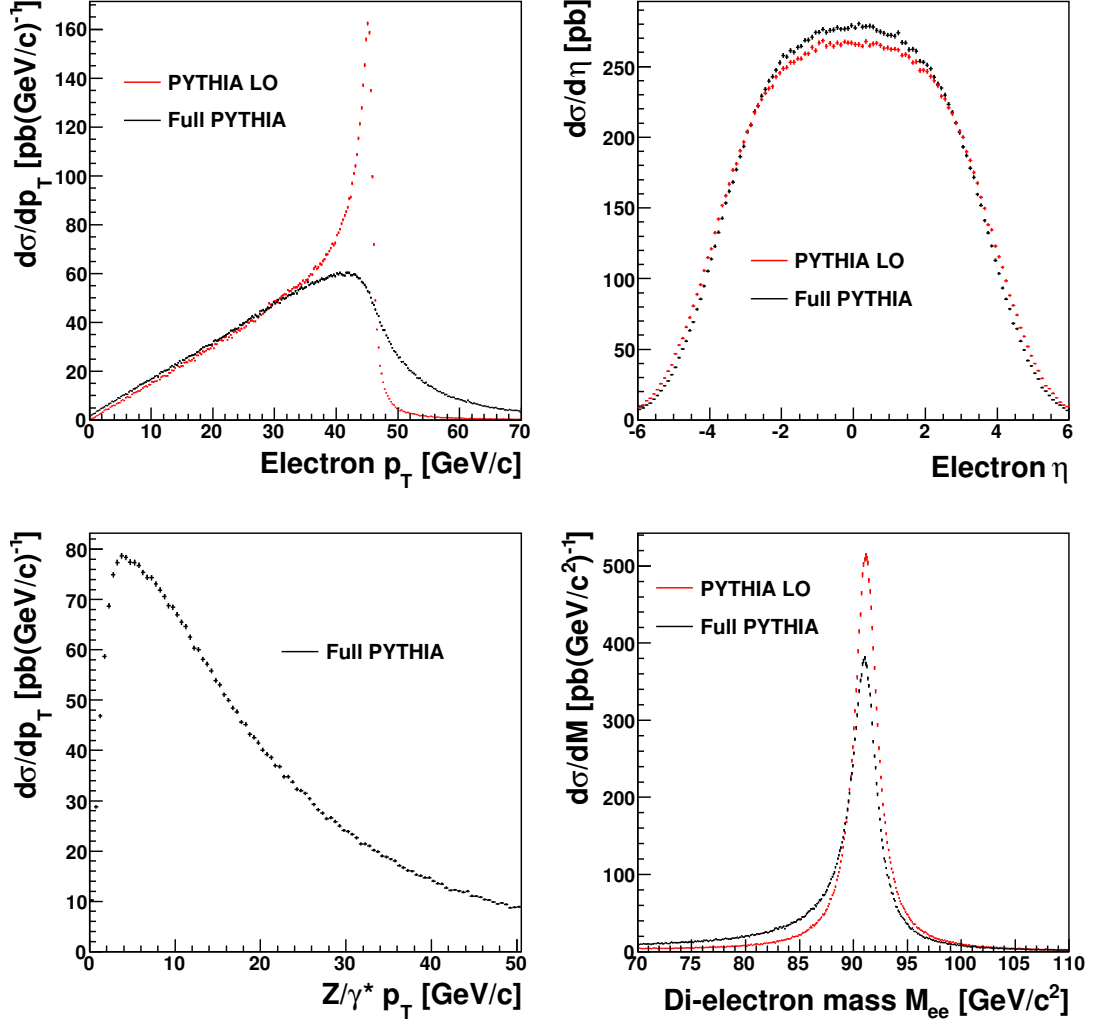 dσ/dp_T [pb(GeV/c)^-1]
160
140
120
100
80
60
40
20
0
PYTHIA LO
Full PYTHIA
0 10 20 30 40 50 60 70
Electron p_T [GeV/c]
dσ/dη [pb]
250
200
150
100
50
0
PYTHIA LO
Full PYTHIA
-6 -4 -2 0 2 4 6
Electron η
dσ/dp_T [pb(GeV/c)^-1]
80
70
60
50
40
30
20
10
0
Full PYTHIA
0 10 20 30 40 50
Z/γ* p_T [GeV/c]
dσ/dM [pb(GeV/c^2)^-1]
500
400
300
200
100
0
PYTHIA LO
Full PYTHIA
70 75 80 85 90 95 100 105 110
Di-electron mass M_ee [GeV/c^2]